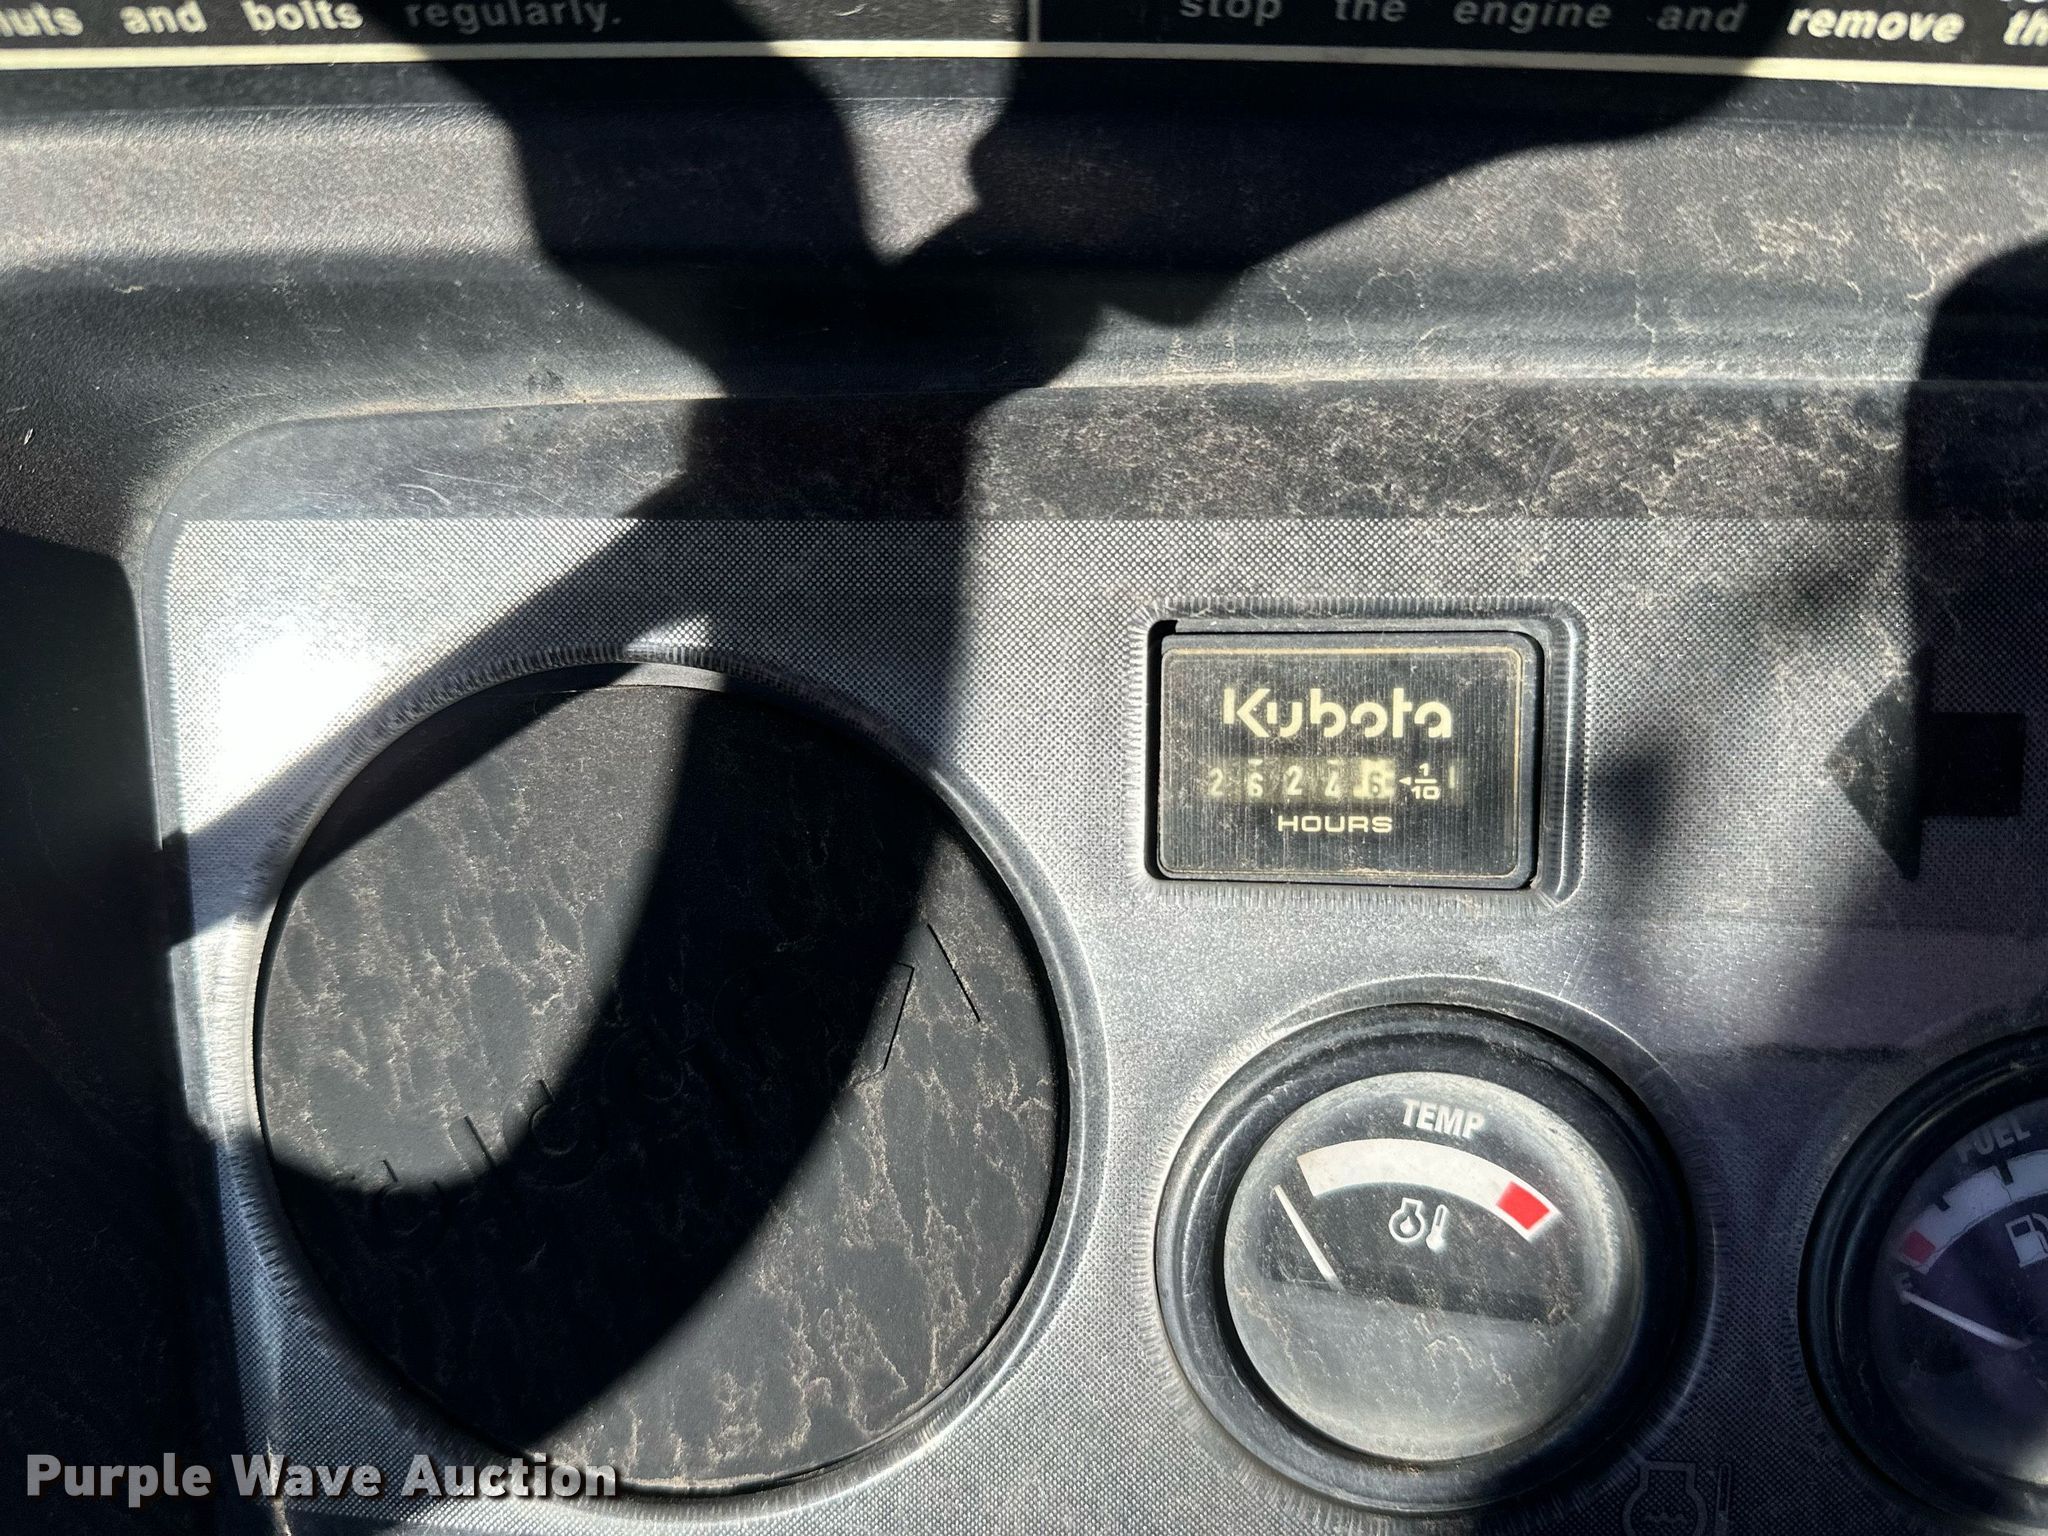 nuts and bolts regularly.
stop the engine and remove th
Kubota
2 6 2 4 6 1/10
HOURS
TEMP
FUEL
E
Purple Wave Auction